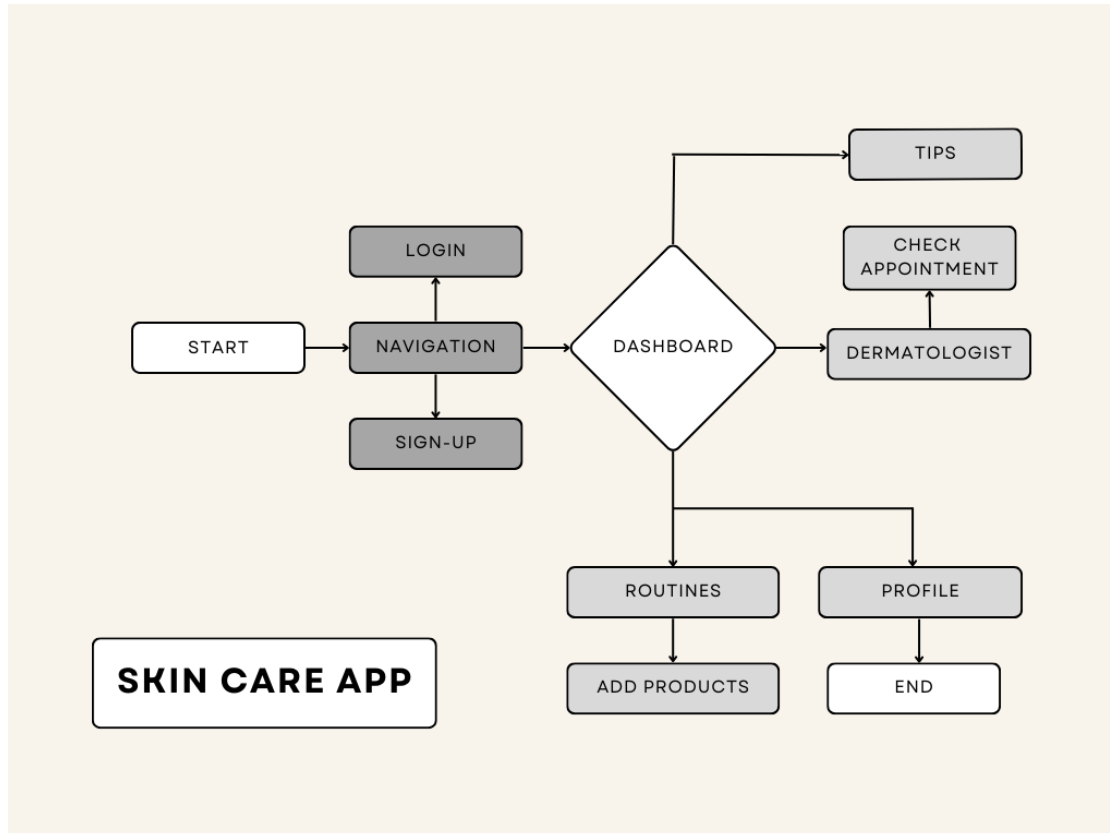 TIPS
LOGIN
CHECK
APPOINTMENT
START
NAVIGATION
DASHBOARD
DERMATOLOGIST
SIGN-UP
ROUTINES
PROFILE
SKIN CARE APP
ADD PRODUCTS
END